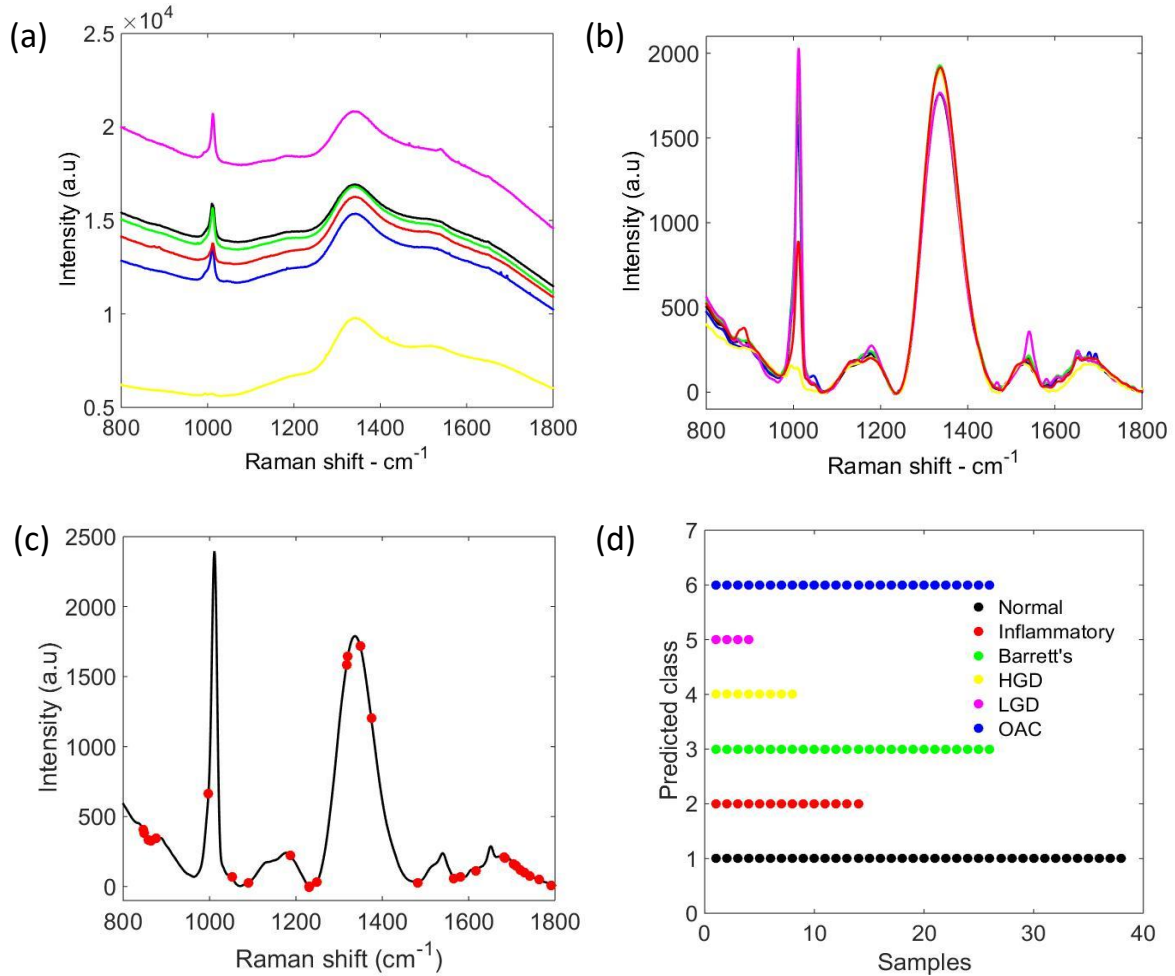 (a)
×10⁴
2.5
2
1.5
1
0.5
Intensity (a.u)
800 1000 1200 1400 1600 1800
Raman shift - cm⁻¹
(b)
2000
1500
1000
500
0
Intensity (a.u)
800 1000 1200 1400 1600 1800
Raman shift - cm⁻¹
(c)
2500
2000
1500
1000
500
0
Intensity (a.u)
800 1000 1200 1400 1600 1800
Raman shift (cm⁻¹)
(d)
7
6
5
4
3
2
1
0
Predicted class
Normal
Inflammatory
Barrett's
HGD
LGD
OAC
0 10 20 30 40
Samples